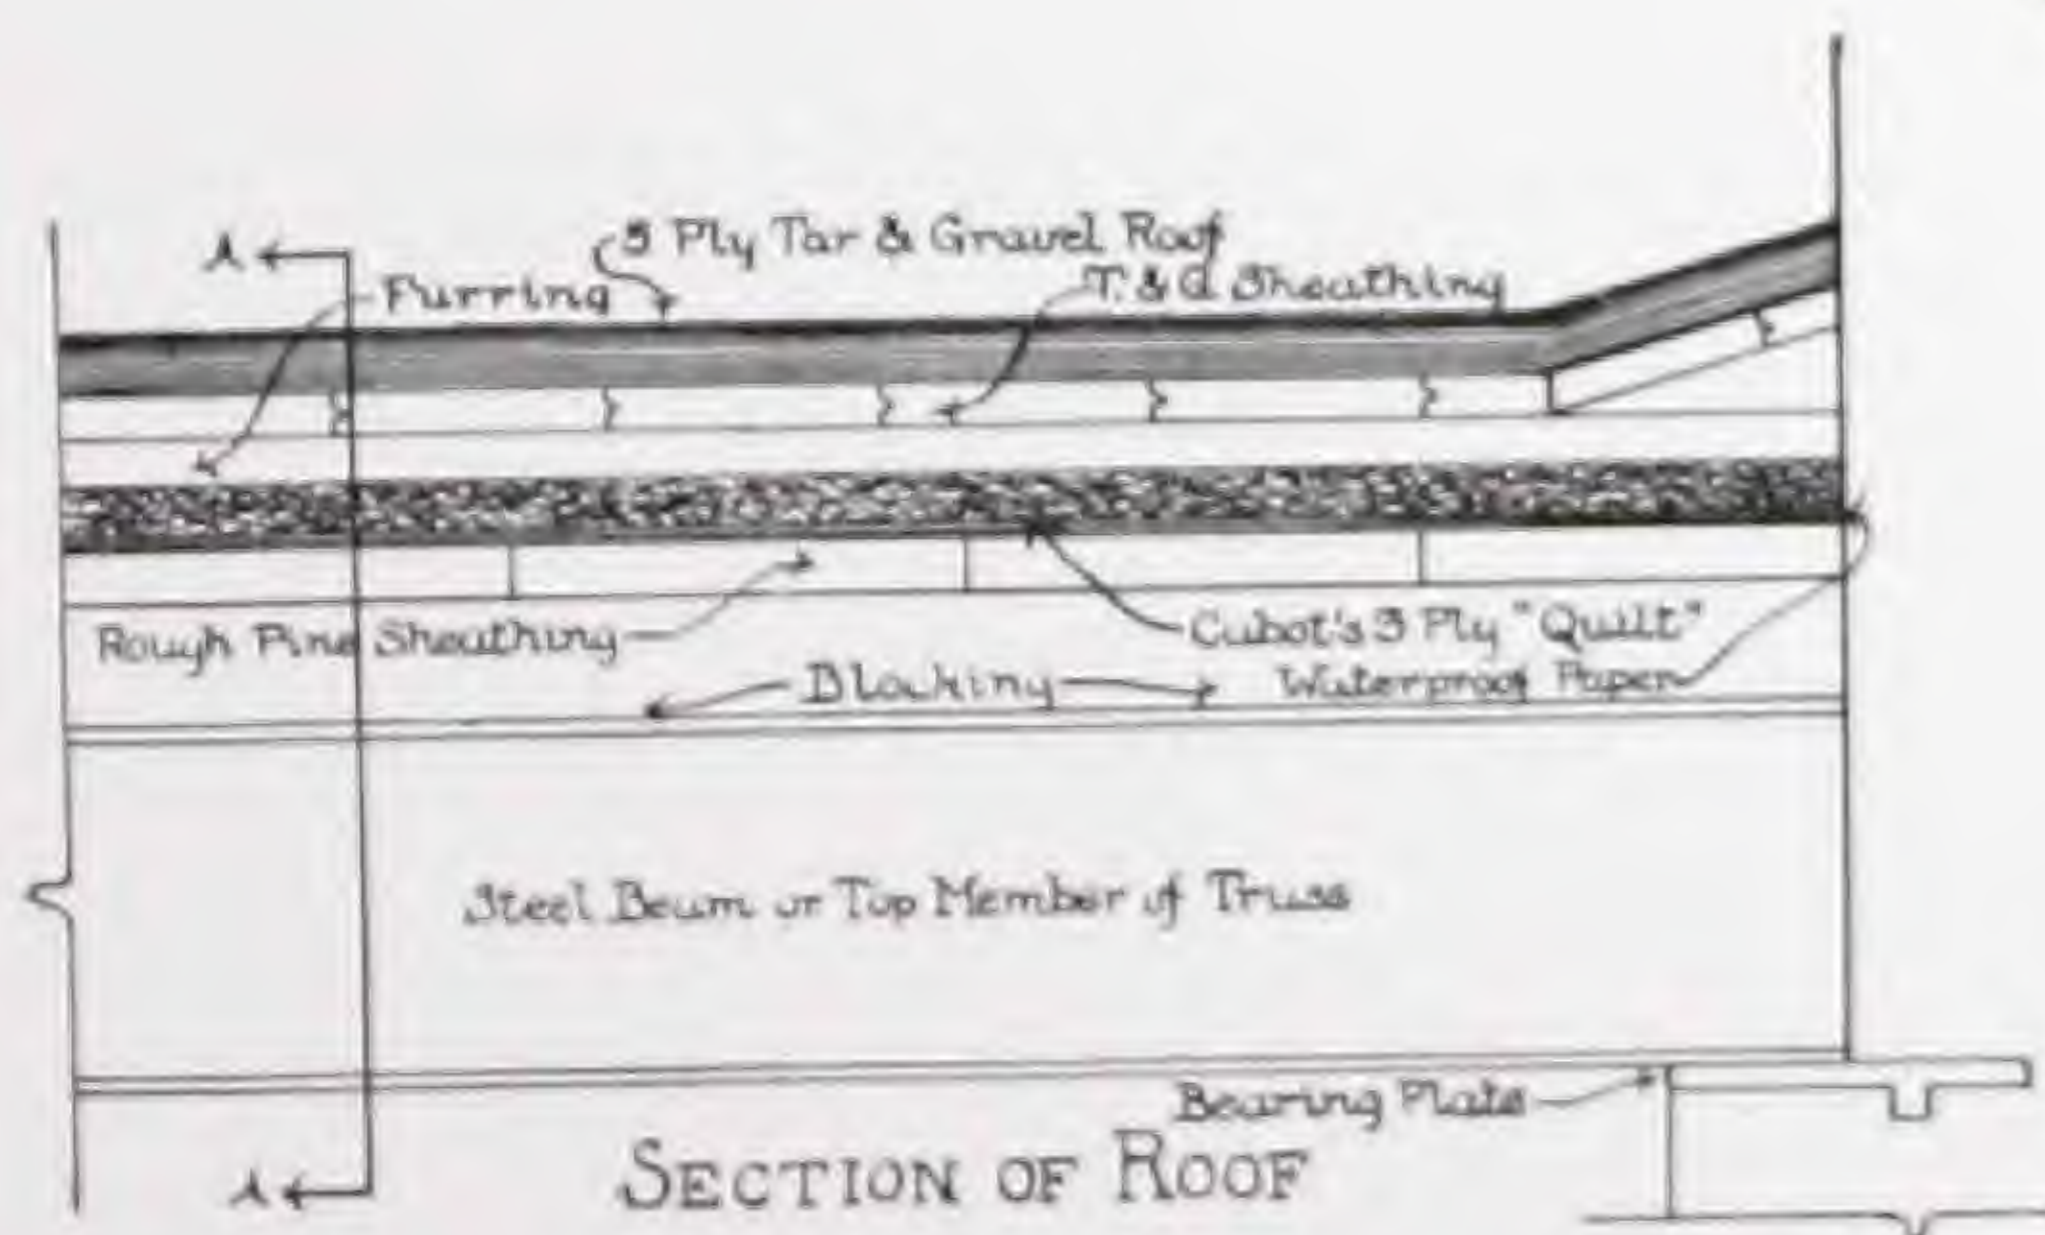 5 Ply Tar & Gravel Roof
A
Furring
T. & G. Sheathing
Rough Pine Sheathing
Cabot's 3 Ply "Quilt"
Blocking
Waterproof Paper
Steel Beam or Top Member of Truss
Bearing Plate
A
SECTION OF ROOF